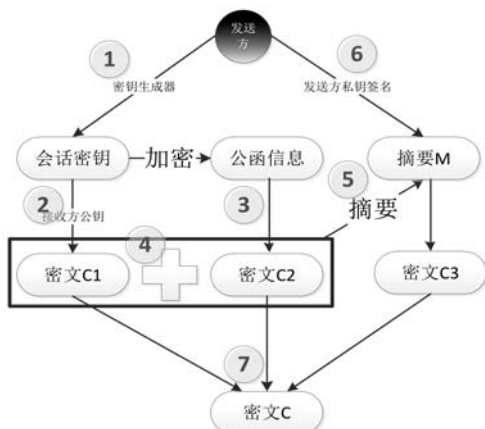 发送
方
1
6
密钥生成器
发送方私钥签名
会话密钥
加密
公函信息
摘要M
2
接收方公钥
3
5
摘要
4
密文C1
密文C2
密文C3
7
密文C